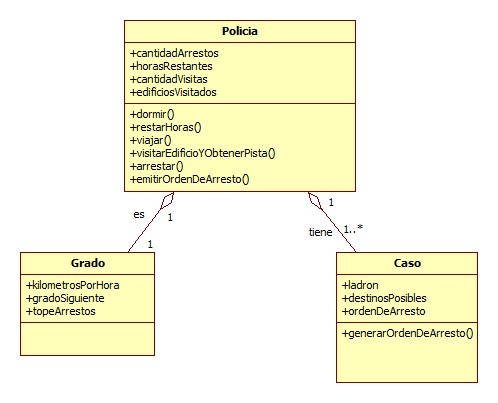 Policia
+cantidadArrestos
+horasRestantes
+cantidadVisitas
+edificiosVisitados
+dormir()
+restarHoras()
+viajar()
+visitarEdificioYObtenerPista()
+arrestar()
+emitirOrdenDeArresto()
es
1
1
1
tiene
1..*
Grado
+kilometrosPorHora
+gradoSiguiente
+topeArrestos
Caso
+ladron
+destinosPosibles
+ordenDeArresto
+generarOrdenDeArresto()